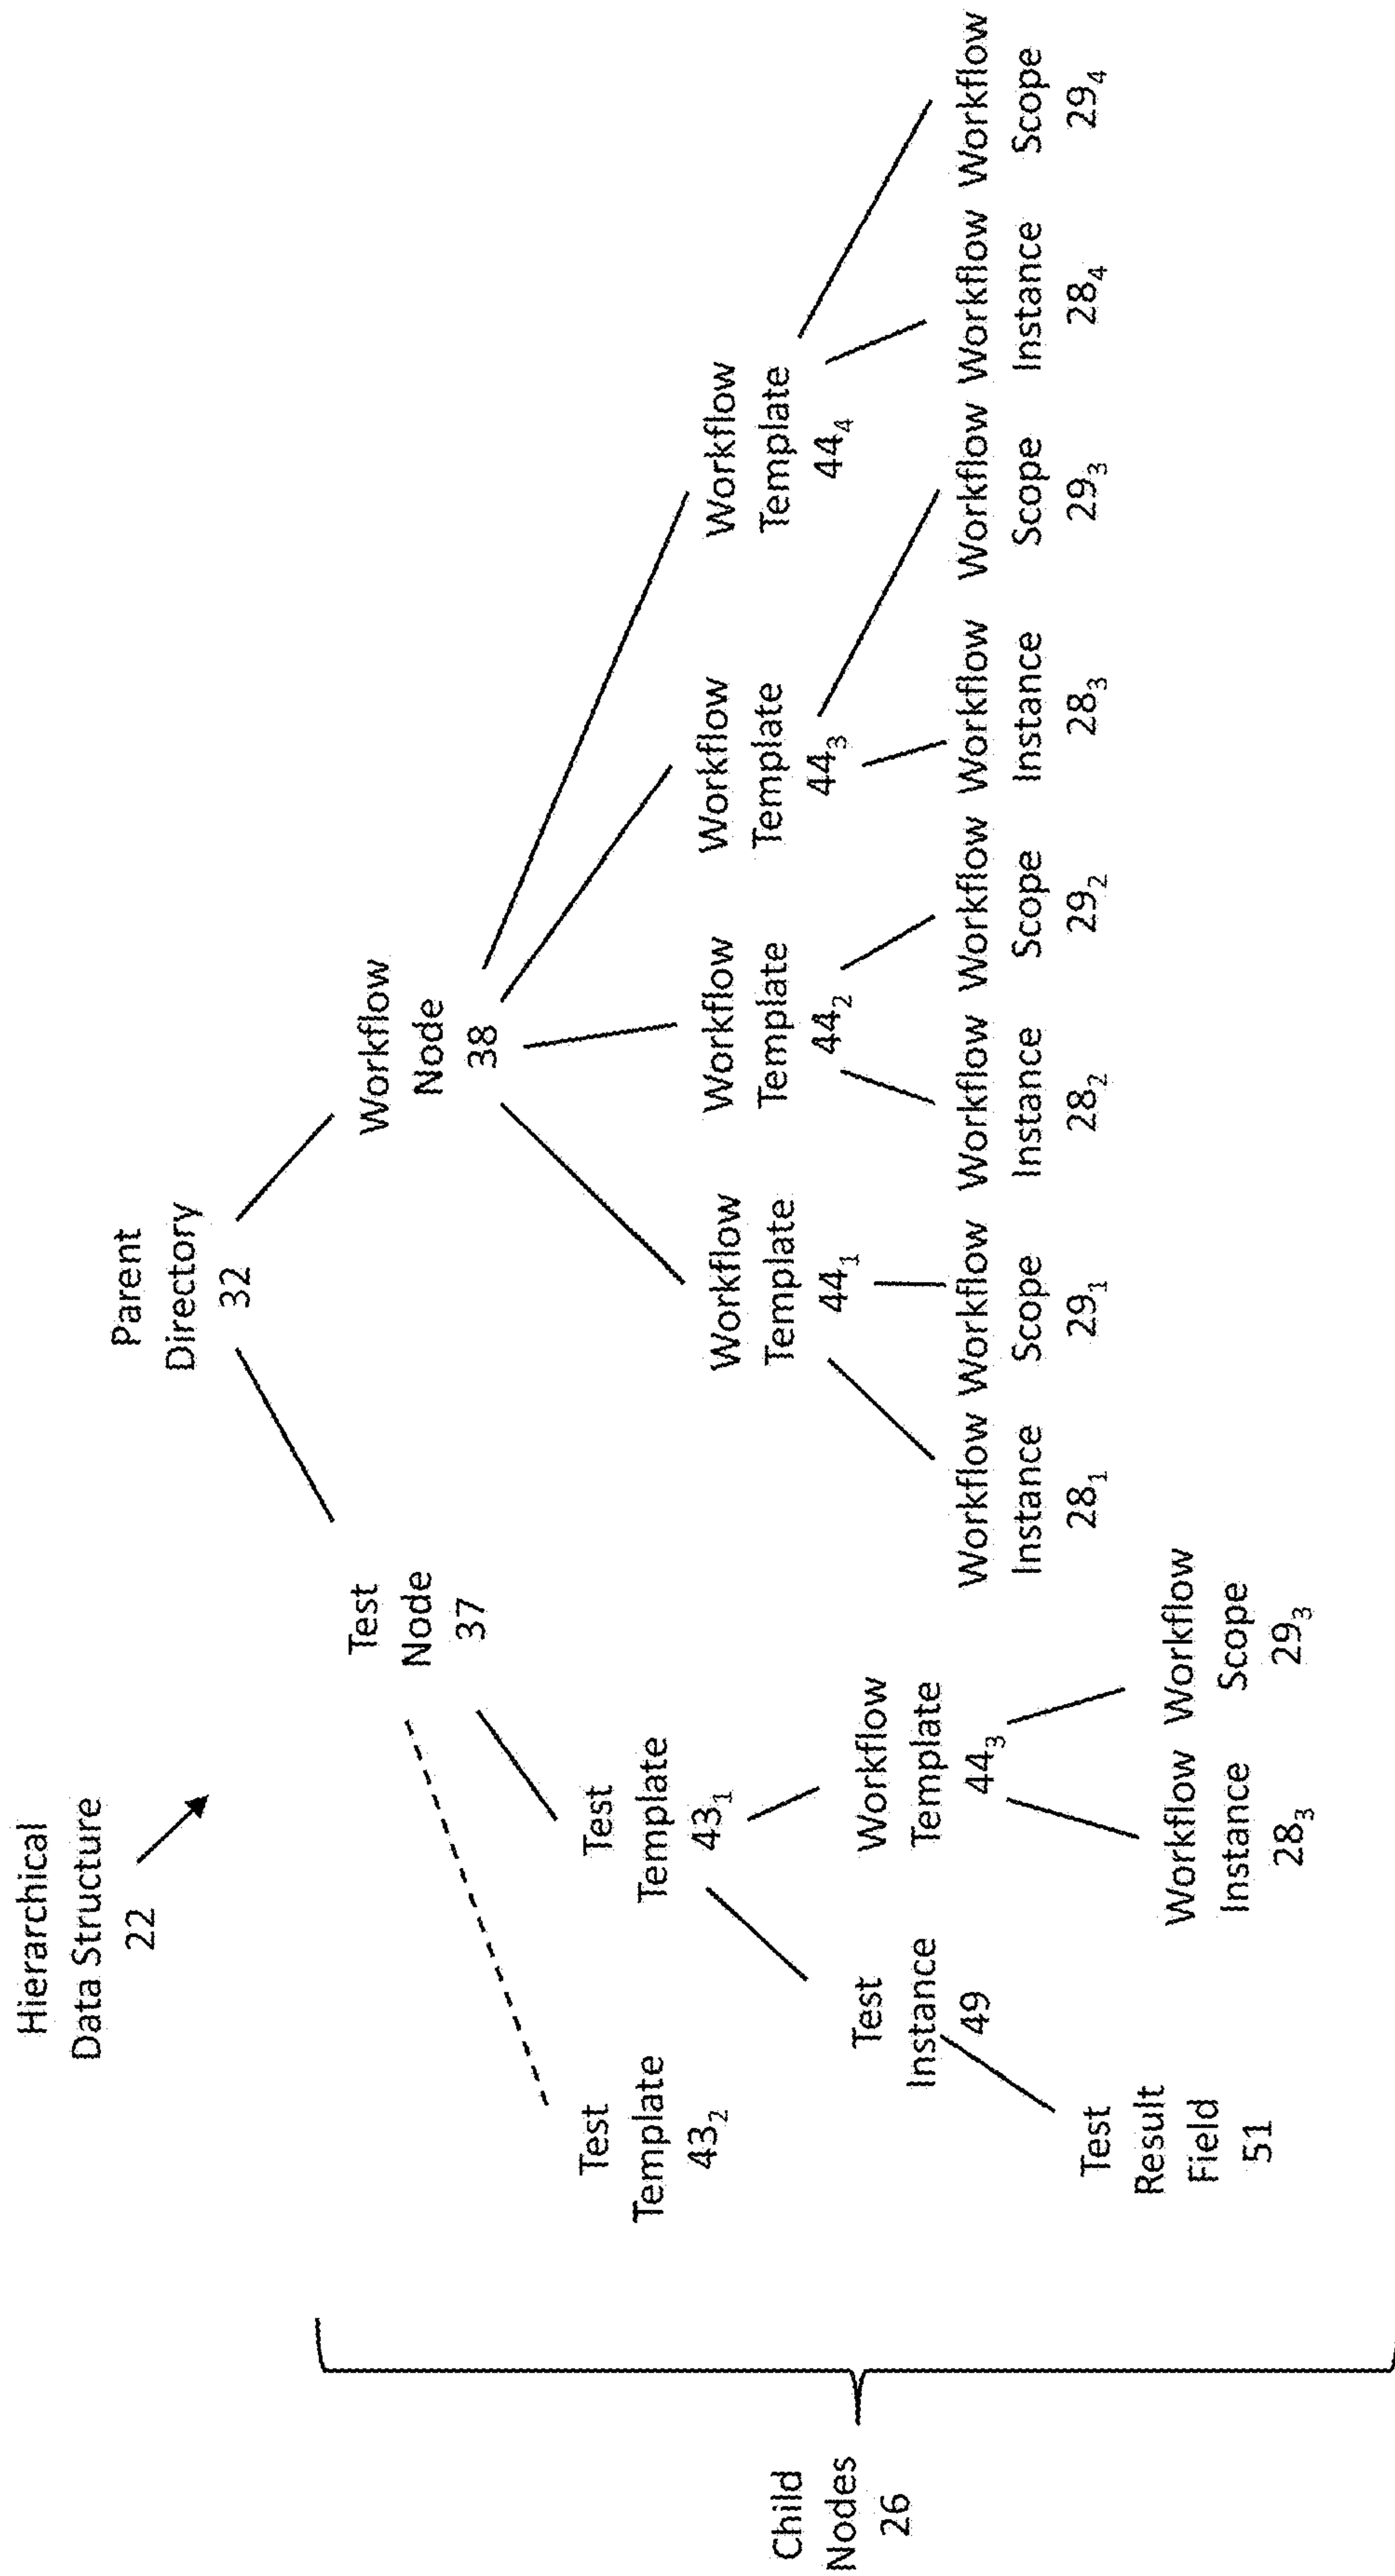 Hierarchical
Data Structure
22
Parent
Directory
32
Test
Node
37
Workflow
Node
38
Test
Template
43₂
Test
Template
43₁
Workflow
Template
44₁
Workflow
Template
44₂
Workflow
Template
44₃
Workflow
Template
44₄
Test
Instance
49
Workflow
Template
44₃
Workflow
Instance
28₁
Workflow
Scope
29₁
Workflow
Instance
28₂
Workflow
Scope
29₂
Workflow
Instance
28₃
Workflow
Scope
29₃
Workflow
Instance
28₄
Workflow
Scope
29₄
Test
Result
Field
51
Workflow
Instance
28₃
Workflow
Scope
29₃
Child
Nodes
26